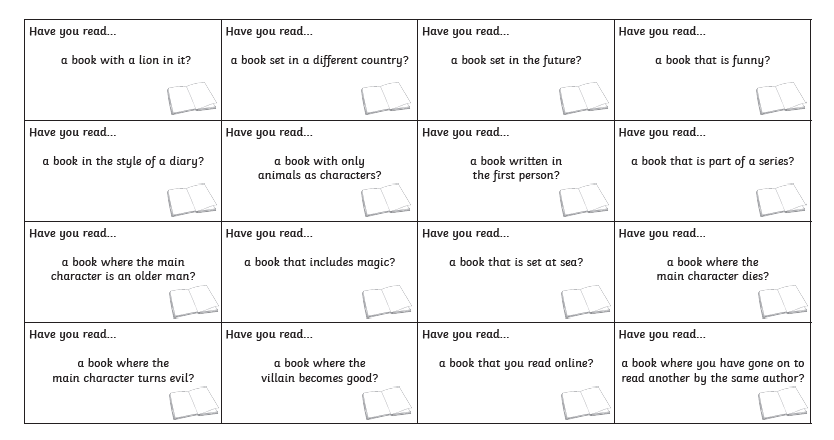 Have you read...
a book with a lion in it?
Have you read...
a book set in a different country?
Have you read...
a book set in the future?
Have you read...
a book that is funny?
Have you read...
a book in the style of a diary?
Have you read...
a book with only
animals as characters?
Have you read...
a book written in
the first person?
Have you read...
a book that is part of a series?
Have you read...
a book where the main
character is an older man?
Have you read...
a book that includes magic?
Have you read...
a book that is set at sea?
Have you read...
a book where the
main character dies?
Have you read...
a book where the
main character turns evil?
Have you read...
a book where the
villain becomes good?
Have you read...
a book that you read online?
Have you read...
a book where you have gone on to
read another by the same author?